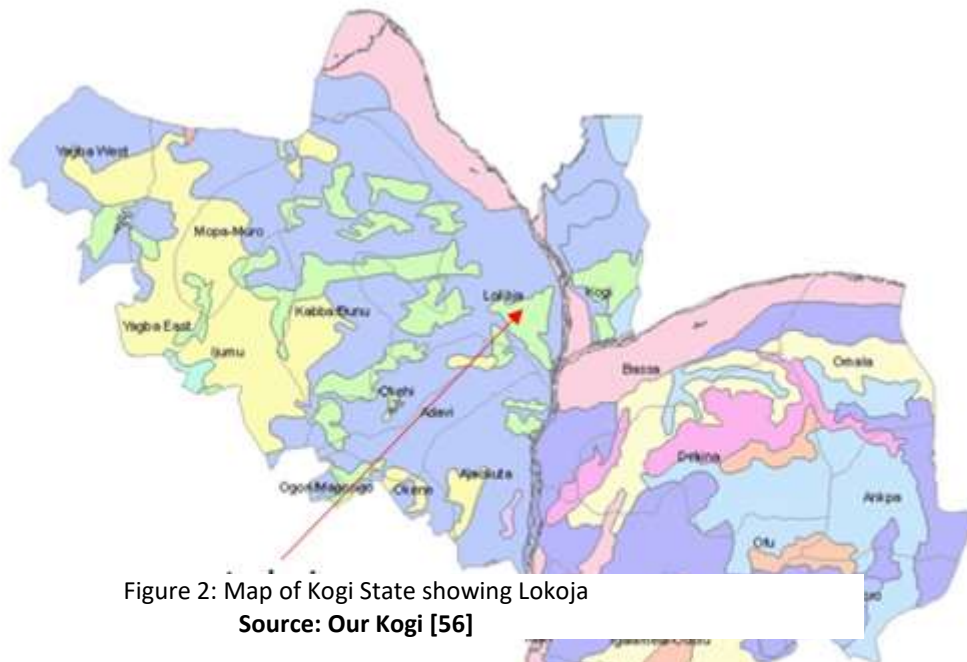 Yagba West
Mopa-Muro
Lokoja
Kogi
Kabba/Bunu
Yagba East
Ijumu
Bassa
Omala
Okehi
Adavi
Dekina
Ajaokuta
Ogori/Magongo
Okene
Ankpa
Ofu
Figure 2: Map of Kogi State showing Lokoja
Source: Our Kogi [56]